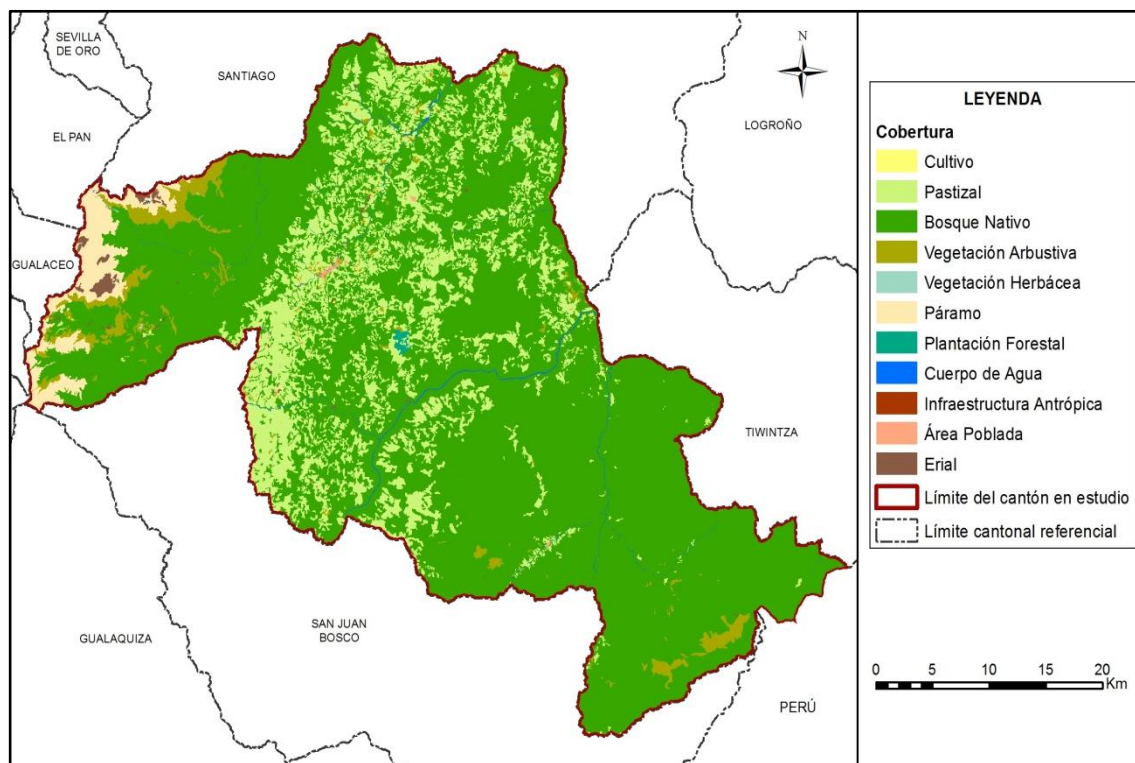 SEVILLA
DE ORO
SANTIAGO
N
EL PAN
LOGROÑO
GUALACEO
TIWINTZA
SAN JUAN
BOSCO
GUALAQUIZA
PERÚ
LEYENDA
Cobertura
Cultivo
Pastizal
Bosque Nativo
Vegetación Arbustiva
Vegetación Herbácea
Páramo
Plantación Forestal
Cuerpo de Agua
Infraestructura Antrópica
Área Poblada
Erial
Límite del cantón en estudio
Límite cantonal referencial
0 5 10 15 20
Km